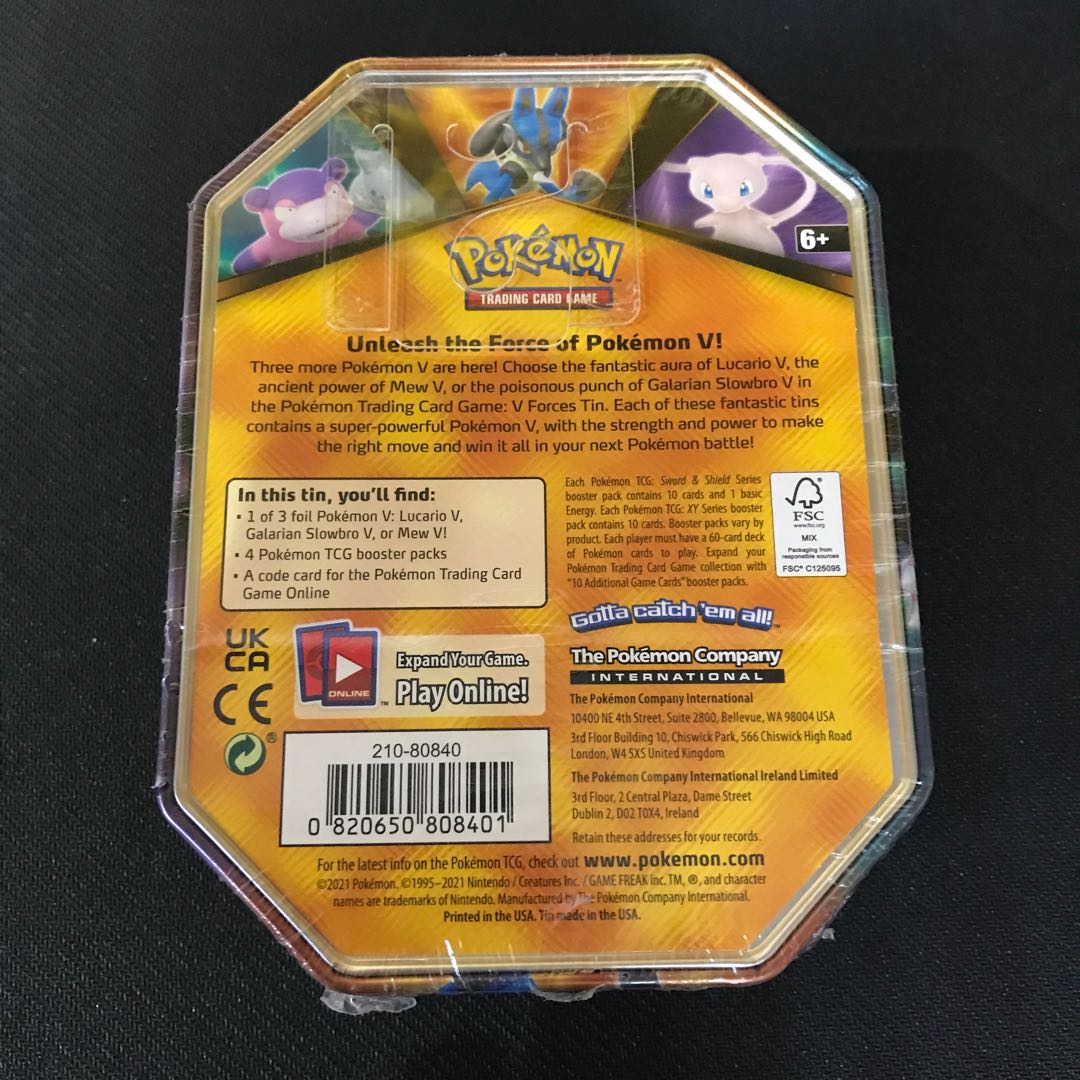 6+
POKéMON
TRADING CARD GAME
Unleash the Force of Pokémon V!
Three more Pokémon V are here! Choose the fantastic aura of Lucario V, the
ancient power of Mew V, or the poisonous punch of Galarian Slowbro V in
the Pokémon Trading Card Game: V Forces Tin. Each of these fantastic tins
contains a super-powerful Pokémon V, with the strength and power to make
the right move and win it all in your next Pokémon battle!
In this tin, you'll find:
• 1 of 3 foil Pokémon V: Lucario V,
Galarian Slowbro V, or Mew V!
• 4 Pokémon TCG booster packs
• A code card for the Pokémon Trading Card
Game Online
Each Pokémon TCG: Sword & Shield Series
booster pack contains 10 cards and 1 basic
Energy. Each Pokémon TCG: XY Series booster
pack contains 10 cards. Booster packs vary by
product. Each player must have a 60-card deck
of Pokémon cards to play. Expand your
Pokémon Trading Card Game collection with
"10 Additional Game Cards" booster packs.
FSC
www.fsc.org
MIX
Packaging from
responsible sources
FSC® C125095
Gotta catch 'em all!™
UK
CA
CE
®
ONLINE
™
Expand Your Game.
Play Online!
210-80840
0 820650 808401
The Pokémon Company
INTERNATIONAL
The Pokémon Company International
10400 NE 4th Street, Suite 2800, Bellevue, WA 98004 USA
3rd Floor Building 10, Chiswick Park, 566 Chiswick High Road
London, W4 5XS United Kingdom
The Pokémon Company International Ireland Limited
3rd Floor, 2 Central Plaza, Dame Street
Dublin 2, D02 T0X4, Ireland
Retain these addresses for your records.
For the latest info on the Pokémon TCG, check out www.pokemon.com
©2021 Pokémon. ©1995–2021 Nintendo / Creatures Inc. / GAME FREAK inc. TM, ®, and character
names are trademarks of Nintendo. Manufactured by The Pokémon Company International.
Printed in the USA. Tin made in the USA.